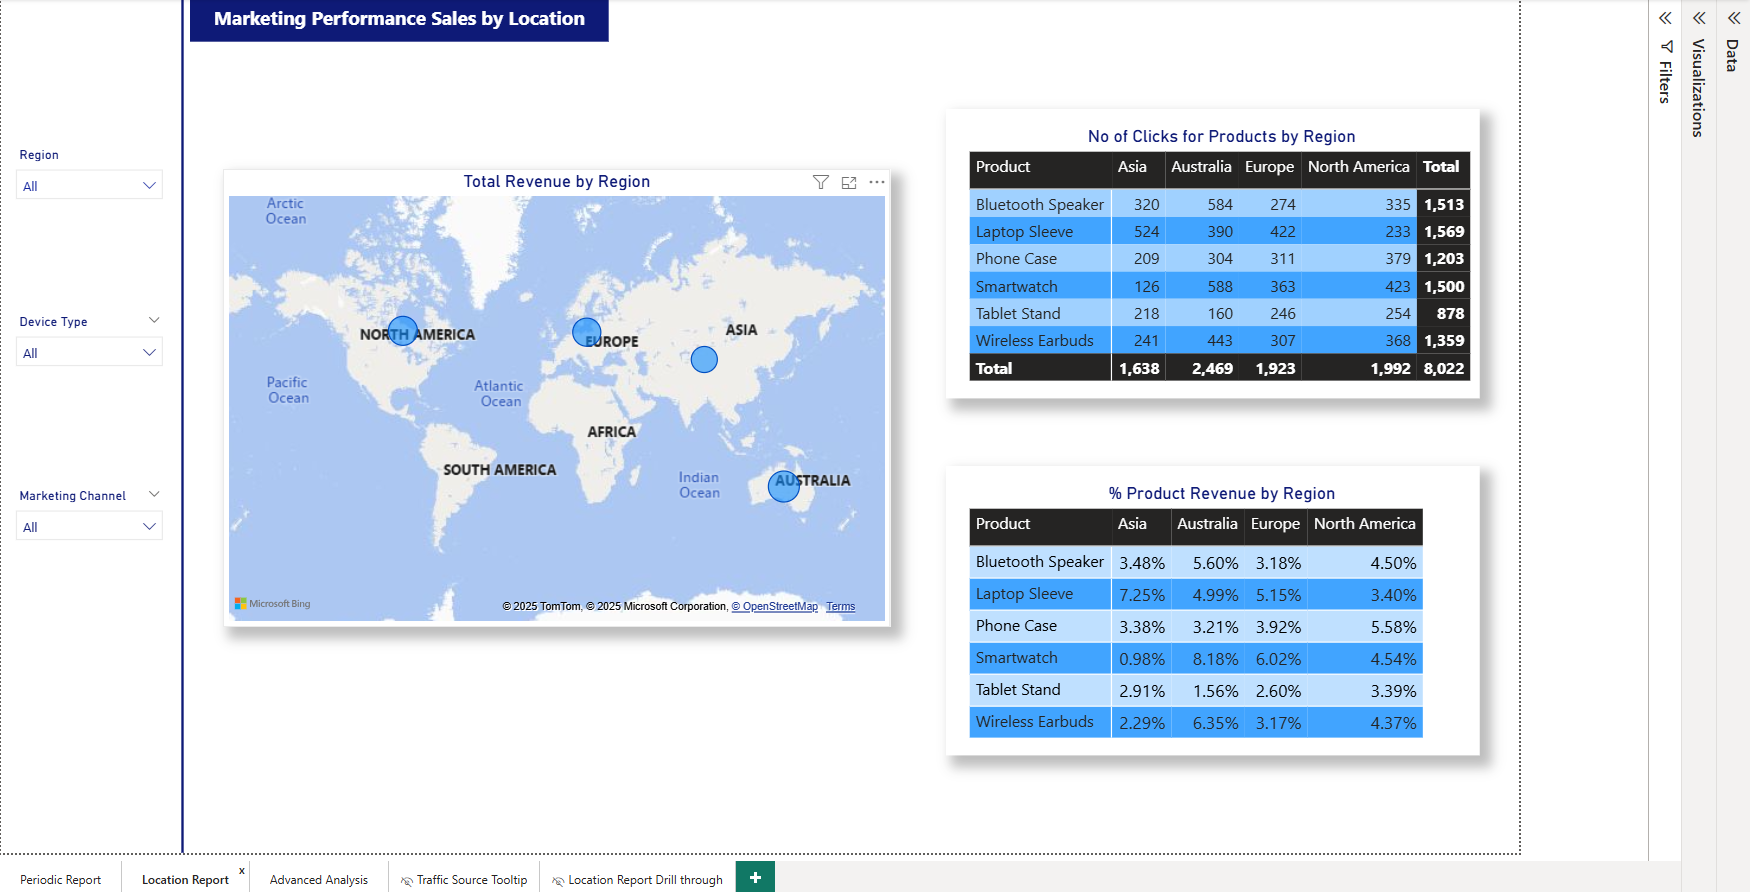 Marketing Performance Sales by Location
Region
All
Device Type
All
Marketing Channel
All
Total Revenue by Region
Arctic
Ocean
NORTH AMERICA
EUROPE
ASIA
Pacific
Ocean
Atlantic
Ocean
AFRICA
SOUTH AMERICA
Indian
Ocean
AUSTRALIA
Microsoft Bing
© 2025 TomTom, © 2025 Microsoft Corporation, © OpenStreetMap Terms
No of Clicks for Products by Region
Product Asia Australia Europe North America Total
Bluetooth Speaker 320 584 274 335 1,513
Laptop Sleeve 524 390 422 233 1,569
Phone Case 209 304 311 379 1,203
Smartwatch 126 588 363 423 1,500
Tablet Stand 218 160 246 254 878
Wireless Earbuds 241 443 307 368 1,359
Total 1,638 2,469 1,923 1,992 8,022
% Product Revenue by Region
Product Asia Australia Europe North America
Bluetooth Speaker 3.48% 5.60% 3.18% 4.50%
Laptop Sleeve 7.25% 4.99% 5.15% 3.40%
Phone Case 3.38% 3.21% 3.92% 5.58%
Smartwatch 0.98% 8.18% 6.02% 4.54%
Tablet Stand 2.91% 1.56% 2.60% 3.39%
Wireless Earbuds 2.29% 6.35% 3.17% 4.37%
Filters
Visualizations
Data
Periodic Report
Location Report x
Advanced Analysis
Traffic Source Tooltip
Location Report Drill through
+